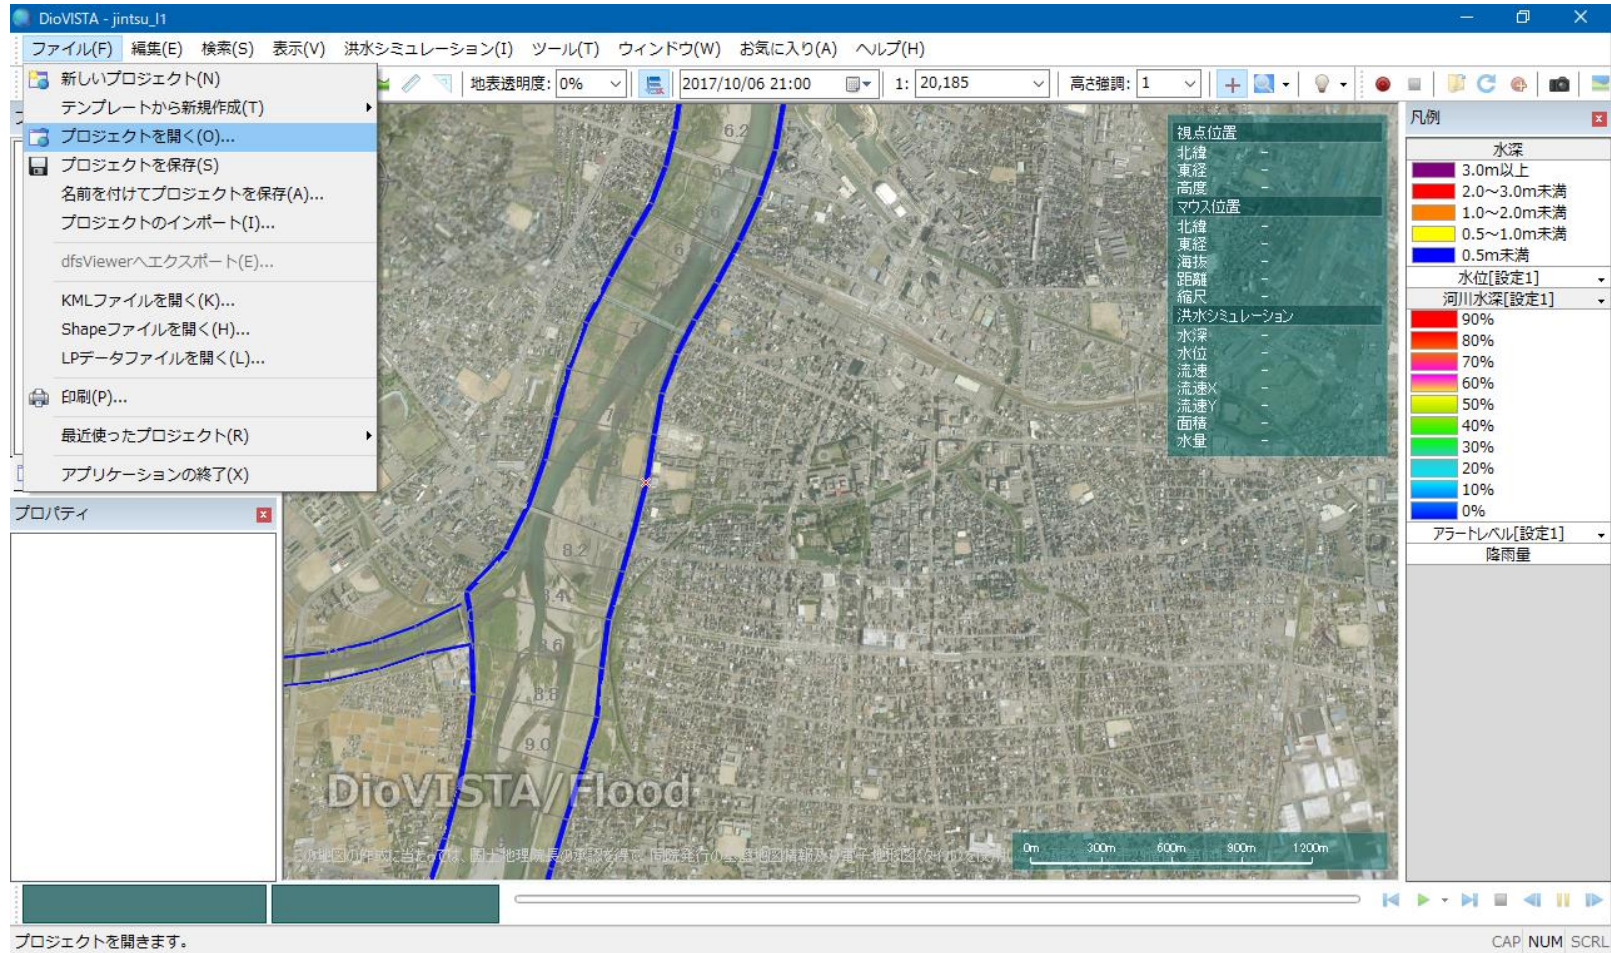 DioVISTA - jintsu_l1
ファイル(F) 編集(E) 検索(S) 表示(V) 洪水シミュレーション(I) ツール(T) ウィンドウ(W) お気に入り(A) ヘルプ(H)
地表透明度: 0% 2017/10/06 21:00 1: 20,185 高さ強調: 1
新しいプロジェクト(N)
テンプレートから新規作成(T)
プロジェクトを開く(O)...
プロジェクトを保存(S)
名前を付けてプロジェクトを保存(A)...
プロジェクトのインポート(I)...
dfsViewerへエクスポート(E)...
KMLファイルを開く(K)...
Shapeファイルを開く(H)...
LPデータファイルを開く(L)...
印刷(P)...
最近使ったプロジェクト(R)
アプリケーションの終了(X)
プロパティ
6.2
8.2
8.8
9.0
DioVISTA/Flood
視点位置
北緯 -
東経 -
高度 -
マウス位置
北緯 -
東経 -
海抜 -
距離 -
縮尺 -
洪水シミュレーション
水深 -
水位 -
流速 -
流速X -
流速Y -
面積 -
水量 -
0m 300m 600m 900m 1200m
凡例
水深
3.0m以上
2.0～3.0m未満
1.0～2.0m未満
0.5～1.0m未満
0.5m未満
水位[設定1]
河川水深[設定1]
90%
80%
70%
60%
50%
40%
30%
20%
10%
0%
アラートレベル[設定1]
降雨量
プロジェクトを開きます。
CAP NUM SCRL